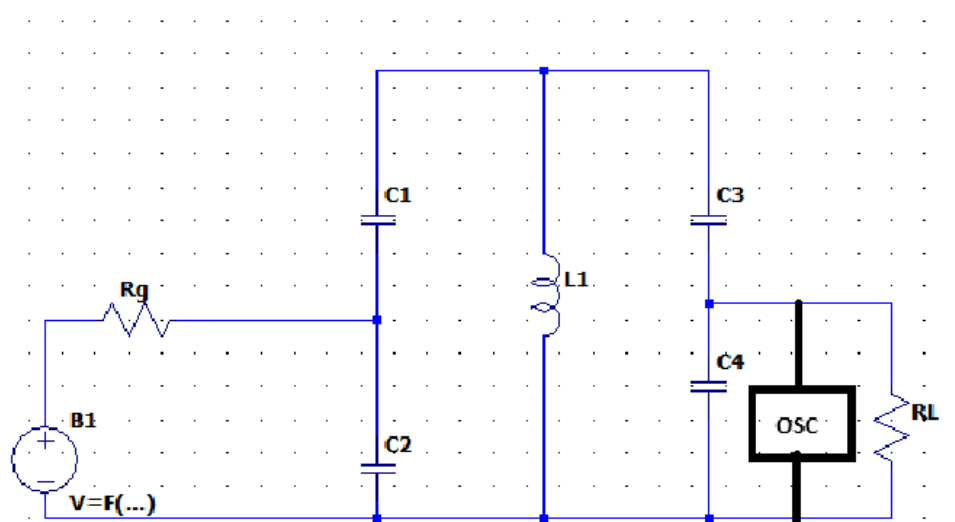 C1
C3
Rg
L1
C4
B1
OSC
RL
C2
V=F(...)